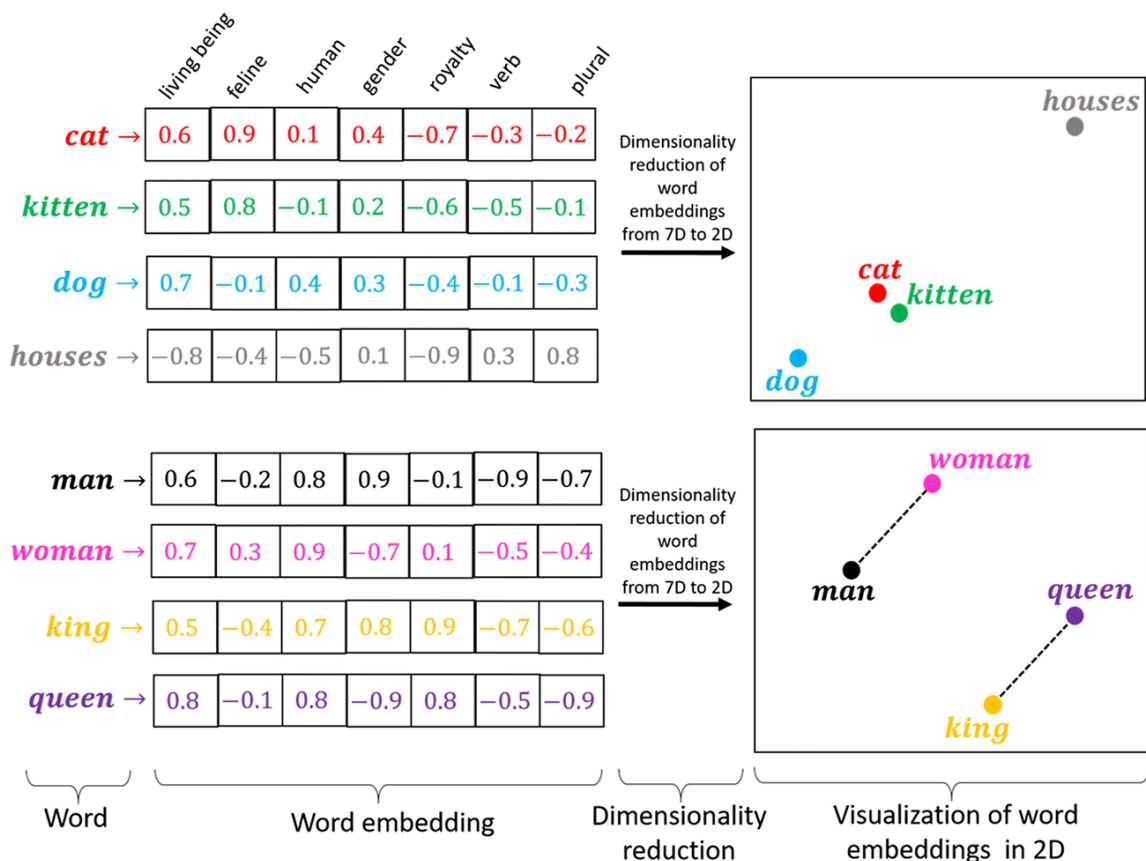 living being feline human gender royalty verb plural
cat → 0.6 0.9 0.1 0.4 −0.7 −0.3 −0.2
kitten → 0.5 0.8 −0.1 0.2 −0.6 −0.5 −0.1
dog → 0.7 −0.1 0.4 0.3 −0.4 −0.1 −0.3
houses → −0.8 −0.4 −0.5 0.1 −0.9 0.3 0.8
Dimensionality
reduction of
word
embeddings
from 7D to 2D
houses
cat
kitten
dog
man → 0.6 −0.2 0.8 0.9 −0.1 −0.9 −0.7
woman → 0.7 0.3 0.9 −0.7 0.1 −0.5 −0.4
king → 0.5 −0.4 0.7 0.8 0.9 −0.7 −0.6
queen → 0.8 −0.1 0.8 −0.9 0.8 −0.5 −0.9
Dimensionality
reduction of
word
embeddings
from 7D to 2D
woman
man
queen
king
Word
Word embedding
Dimensionality
reduction
Visualization of word
embeddings in 2D